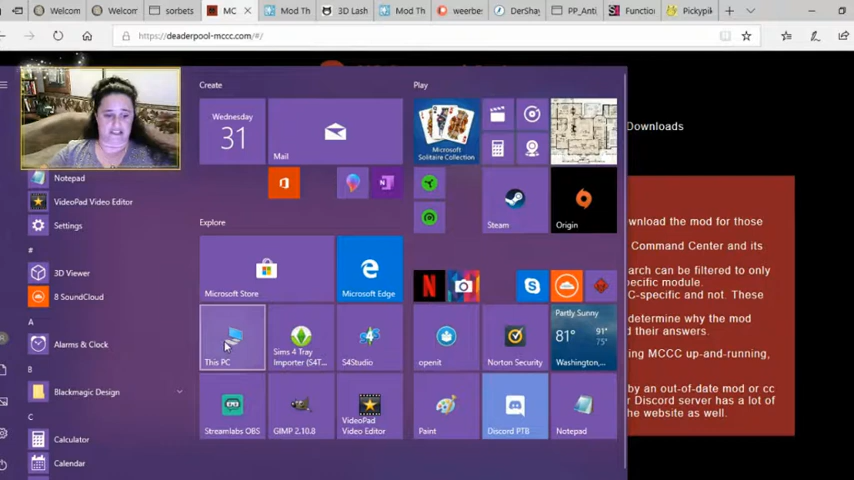 Welcom
Welcom
sorbets
MC
Mod Th
3D Lash
Mod Th
weerbe
DerShay
PP_Anti
Function
Pickypik
https://deaderpool-mccc.com/#/
Downloads
Create
Play
Wednesday
31
Mail
Microsoft
Solitaire Collection
Steam
Origin
Notepad
VideoPad Video Editor
Settings
#
3D Viewer
8 SoundCloud
A
Alarms & Clock
B
Blackmagic Design
C
Calculator
Calendar
Explore
Microsoft Store
Microsoft Edge
This PC
Sims 4 Tray
Importer (S4T...
S4Studio
openit
Norton Security
Partly Sunny
81°
91°
75°
Washington,...
Streamlabs OBS
GIMP 2.10.8
VideoPad
Video Editor
Paint
Discord PTB
Notepad
wnload the mod for those
Command Center and its
arch can be filtered to only
pecific module.
C-specific and not. These
determine why the mod
d their answers.
ing MCCC up-and-running,
by an out-of-date mod or cc
r Discord server has a lot of
he website as well.